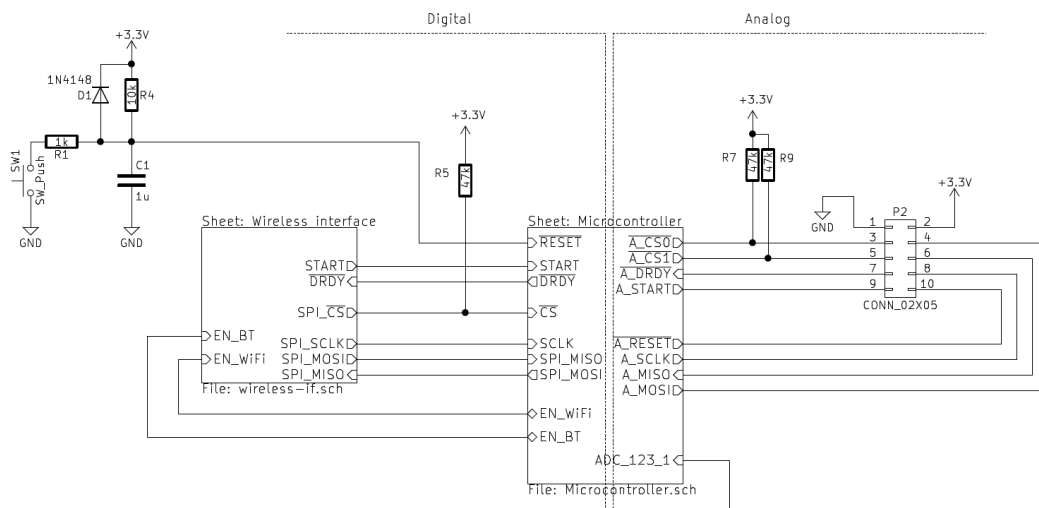 Digital
Analog
+3.3V
1N4148
D1
10k
R4
+3.3V
+3.3V
1k
R1
SW1
SW_Push
C1
1u
R5
47k
R7
47k
47k
R9
+3.3V
GND
GND
GND
P2
1 2
3 4
5 6
7 8
9 10
CONN_02X05
Sheet: Wireless interface
Sheet: Microcontroller
RESET
A_CS0
START
START
A_CS1
DRDY
DRDY
A_DRDY
A_START
SPI_CS
CS
EN_BT
SPI_SCLK
SCLK
A_RESET
EN_WiFi
SPI_MOSI
SPI_MISO
A_SCLK
SPI_MISO
SPI_MOSI
A_MISO
File: wireless-if.sch
A_MOSI
EN_WiFi
EN_BT
ADC_123_1
File: Microcontroller.sch